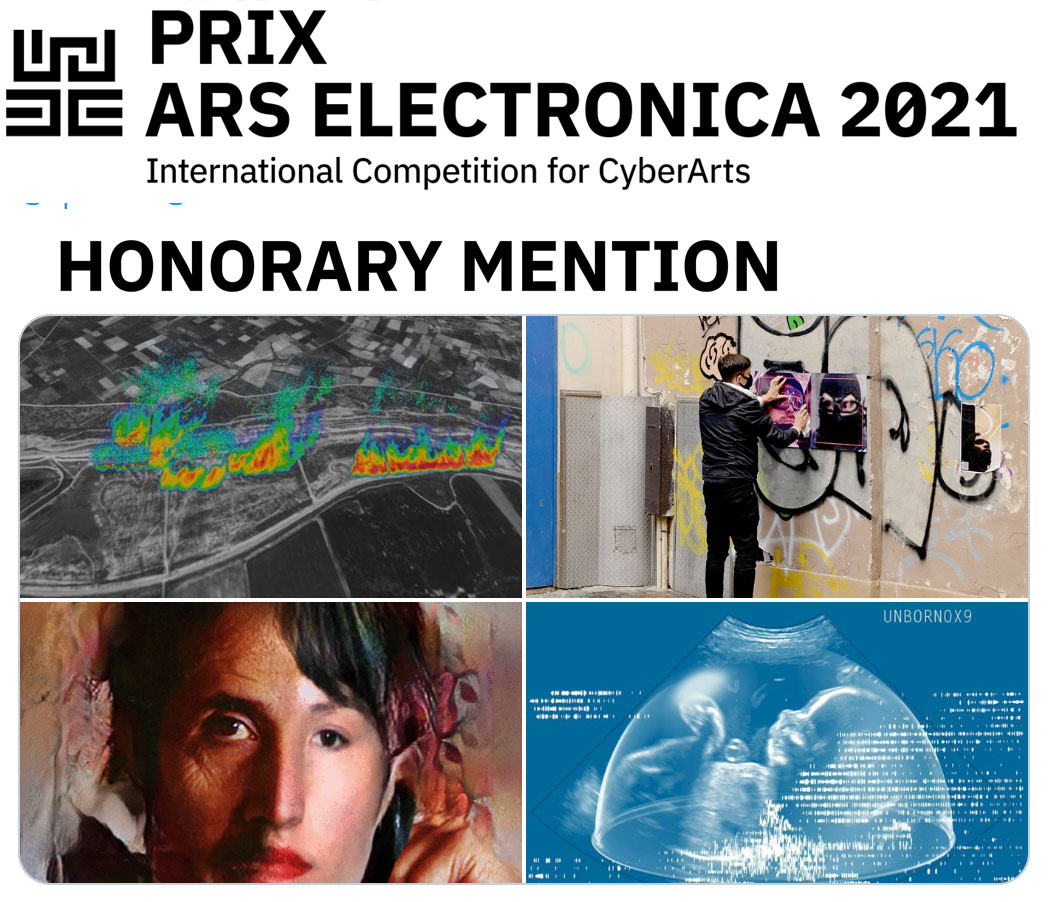 PRIX
ARS ELECTRONICA 2021
International Competition for CyberArts
HONORARY MENTION
UNBORN0X9